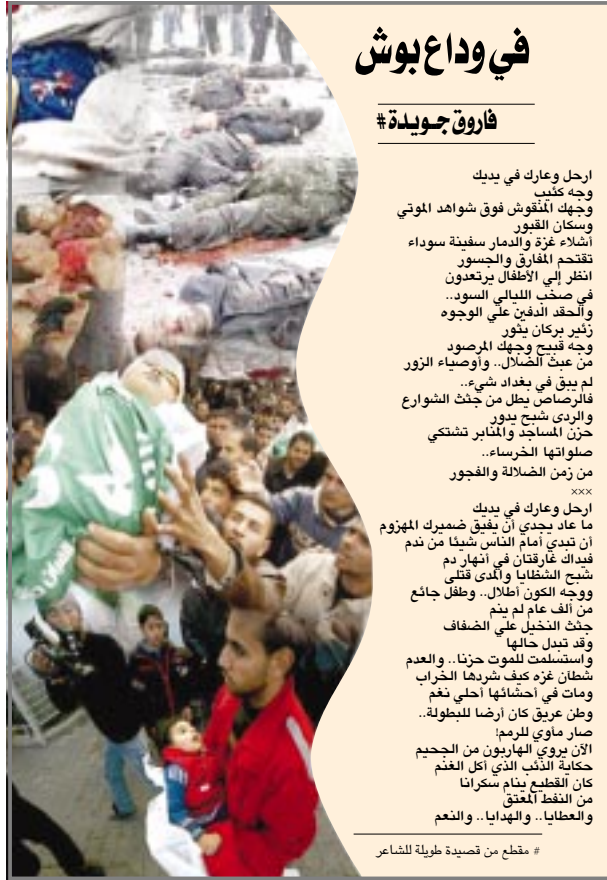 في وداع بوش
فاروق جويدة #
ارحل وعارك في يديك
وجه كئيب
وجهك المنقوش فوق شواهد الموتي
وسكان القبور
أشلاء غزة والدمار سفينة سوداء
تقتحم المفارق والجسور
انظر إلي الأطفال يرتعدون
في صخب الليالي السود..
والحقد الدفين علي الوجوه
زئير بركان يثور
وجه قبيح وجهك المرصود
من عبث الضلال.. وأوصياء الزور
لم يبق في بغداد شيء..
فالرصاص يطل من جثث الشوارع
والردى شبح يدور
حزن المساجد والمنابر تشتكي
صلواتها الخرساء..
من زمن الضلالة والفجور
×××
ارحل وعارك في يديك
ما عاد يجدي أن يفيق ضميرك المهزوم
أن تبدي أمام الناس شيئا من ندم
فيداك غارقتان في أنهار دم
شبح الشظايا والمدى قتلى
ووجه الكون أطلال.. وطفل جائع
من ألف عام لم ينم
جثث النخيل علي الضفاف
وقد تبدل حالها
واستسلمت للموت حزنا.. والعدم
شطآن غزه كيف شردها الخراب
ومات في أحشائها أحلي نغم
وطن عريق كان أرضا للبطولة..
صار مأوي للرمم!
الآن يروي الهاربون من الجحيم
حكاية الذئب الذي أكل الغنم
كان القطيع ينام سكرانا
من النفط المعتق
والعطايا.. والهدايا.. والنعم
# مقطع من قصيدة طويلة للشاعر